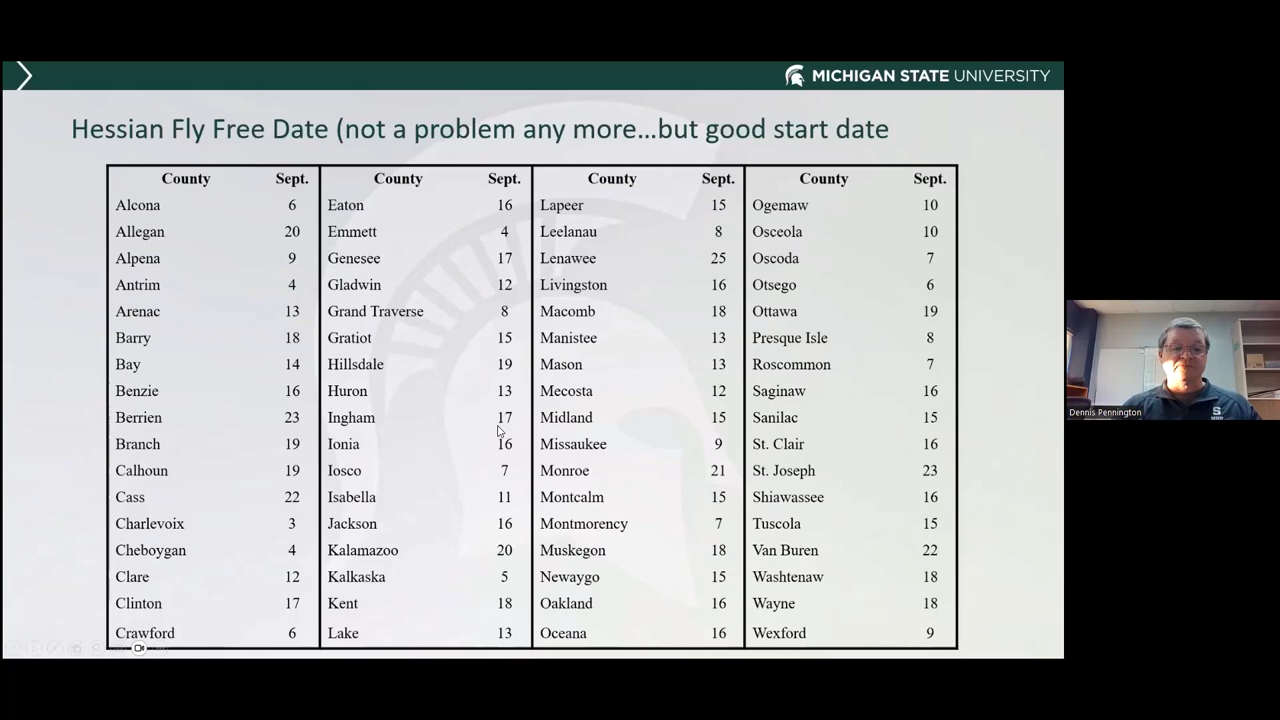 MICHIGAN STATE UNIVERSITY
Hessian Fly Free Date (not a problem any more...but good start date
County Sept. County Sept. County Sept. County Sept.
Alcona 6 Eaton 16 Lapeer 15 Ogemaw 10
Allegan 20 Emmett 4 Leelanau 8 Osceola 10
Alpena 9 Genesee 17 Lenawee 25 Oscoda 7
Antrim 4 Gladwin 12 Livingston 16 Otsego 6
Arenac 13 Grand Traverse 8 Macomb 18 Ottawa 19
Barry 18 Gratiot 15 Manistee 13 Presque Isle 8
Bay 14 Hillsdale 19 Mason 13 Roscommon 7
Benzie 16 Huron 13 Mecosta 12 Saginaw 16
Berrien 23 Ingham 17 Midland 15 Sanilac 15
Branch 19 Ionia 16 Missaukee 9 St. Clair 16
Calhoun 19 Iosco 7 Monroe 21 St. Joseph 23
Cass 22 Isabella 11 Montcalm 15 Shiawassee 16
Charlevoix 3 Jackson 16 Montmorency 7 Tuscola 15
Cheboygan 4 Kalamazoo 20 Muskegon 18 Van Buren 22
Clare 12 Kalkaska 5 Newaygo 15 Washtenaw 18
Clinton 17 Kent 18 Oakland 16 Wayne 18
Crawford 6 Lake 13 Oceana 16 Wexford 9
Dennis Pennington
S